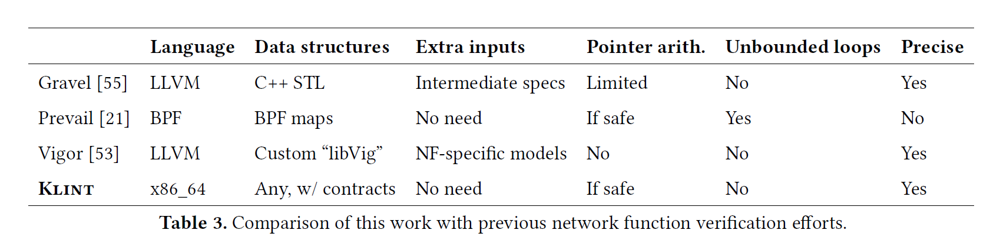 Language Data structures Extra inputs Pointer arith. Unbounded loops Precise
Gravel [55] LLVM C++ STL Intermediate specs Limited No Yes
Prevail [21] BPF BPF maps No need If safe Yes No
Vigor [53] LLVM Custom “libVig” NF-specific models No No Yes
KLINT x86_64 Any, w/ contracts No need If safe No Yes
Table 3. Comparison of this work with previous network function verification efforts.